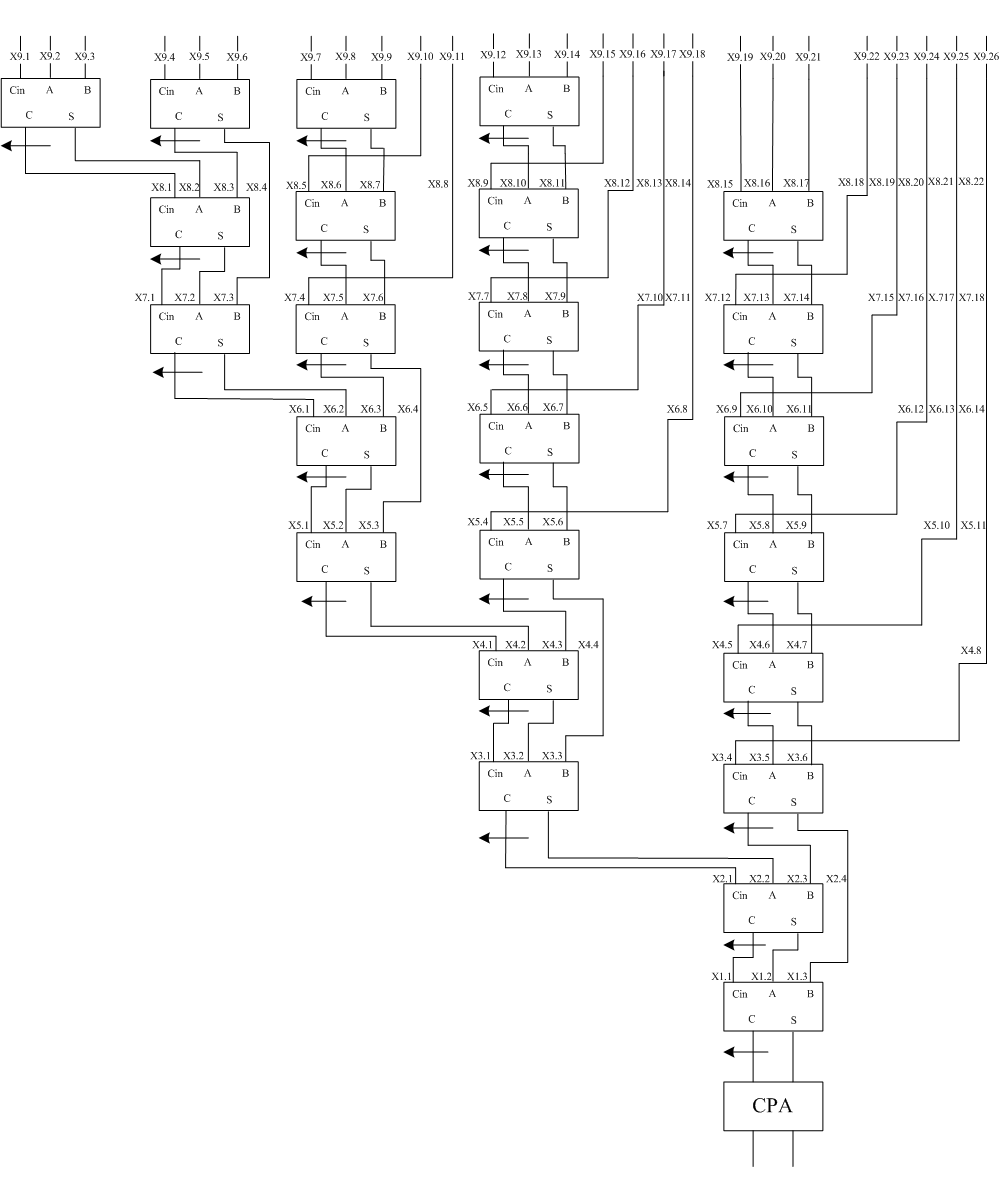 X9.1 X9.2 X9.3 X9.4 X9.5 X9.6 X9.7 X9.8 X9.9 X9.10 X9.11 X9.12 X9.13 X9.14 X9.15 X9.16 X9.17 X9.18 X9.19 X9.20 X9.21 X9.22 X9.23 X9.24 X9.25 X9.26
Cin A B Cin A B Cin A B Cin A B
C S C S C S C S
X8.1 X8.2 X8.3 X8.4 X8.5 X8.6 X8.7 X8.8 X8.9 X8.10 X8.11 X8.12 X8.13 X8.14 X8.15 X8.16 X8.17 X8.18 X8.19 X8.20 X8.21 X8.22
Cin A B Cin A B Cin A B Cin A B
C S C S C S C S
X7.1 X7.2 X7.3 X7.4 X7.5 X7.6 X7.7 X7.8 X7.9 X7.10 X7.11 X7.12 X7.13 X7.14 X7.15 X7.16 X.717 X7.18
Cin A B Cin A B Cin A B Cin A B
C S C S C S C S
X6.1 X6.2 X6.3 X6.4 X6.5 X6.6 X6.7 X6.8 X6.9 X6.10 X6.11 X6.12 X6.13 X6.14
Cin A B Cin A B Cin A B
C S C S C S
X5.1 X5.2 X5.3 X5.4 X5.5 X5.6 X5.7 X5.8 X5.9 X5.10 X5.11
Cin A B Cin A B Cin A B
C S C S C S
X4.1 X4.2 X4.3 X4.4 X4.5 X4.6 X4.7 X4.8
Cin A B Cin A B
C S C S
X3.1 X3.2 X3.3 X3.4 X3.5 X3.6
Cin A B Cin A B
C S C S
X2.1 X2.2 X2.3 X2.4
Cin A B
C S
X1.1 X1.2 X1.3
Cin A B
C S
CPA